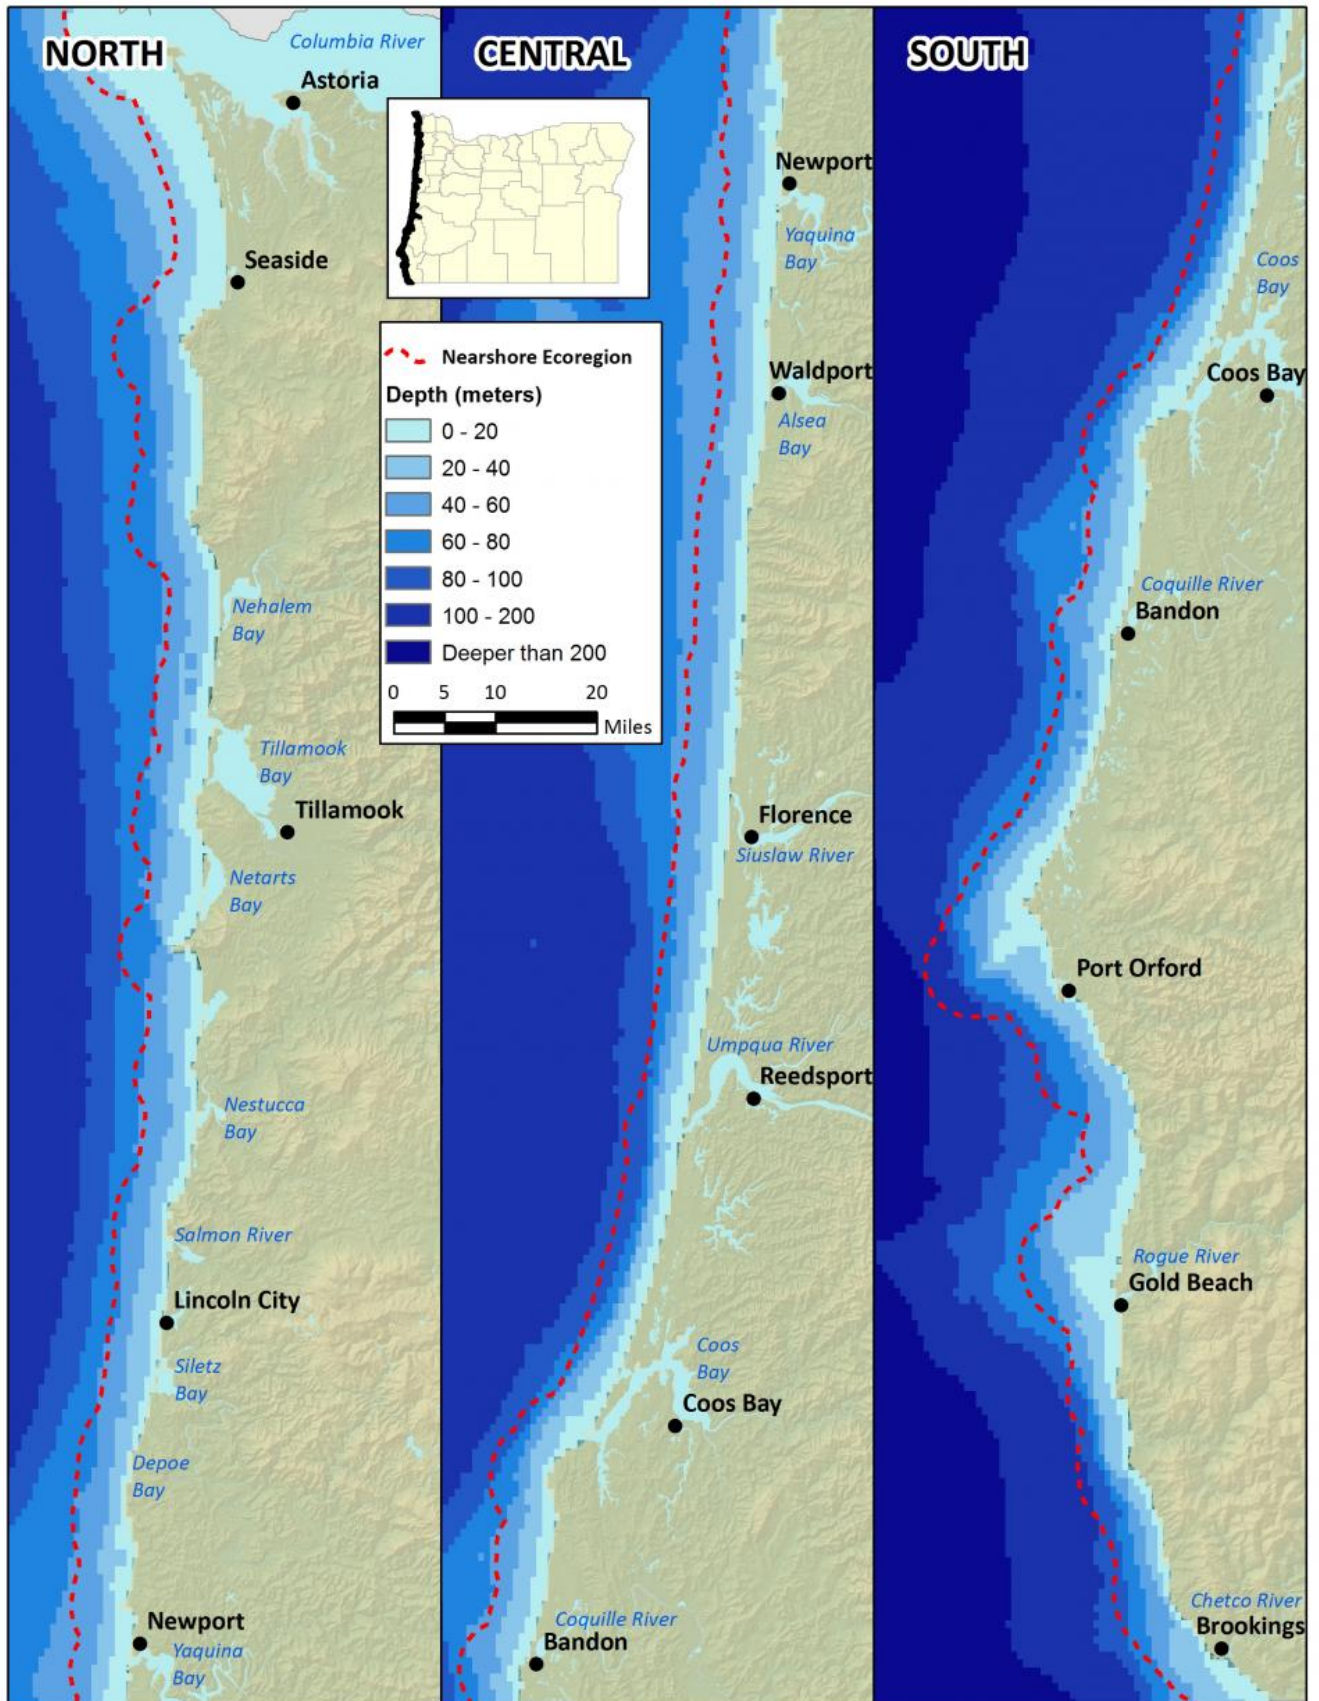 NORTH
Columbia River
Astoria
Seaside
Nehalem
Bay
Tillamook
Bay
Tillamook
Netarts
Bay
Nestucca
Bay
Salmon River
Lincoln City
Siletz
Bay
Depoe
Bay
Newport
Yaquina
Bay
CENTRAL
Newport
Yaquina
Bay
Waldport
Alsea
Bay
Nearshore Ecoregion
Depth (meters)
0 - 20
20 - 40
40 - 60
60 - 80
80 - 100
100 - 200
Deeper than 200
0 5 10 20
Miles
Florence
Siuslaw River
Umpqua River
Reedsport
Coos
Bay
Coos Bay
Coquille River
Bandon
SOUTH
Coos
Bay
Coos Bay
Coquille River
Bandon
Port Orford
Rogue River
Gold Beach
Chetco River
Brookings